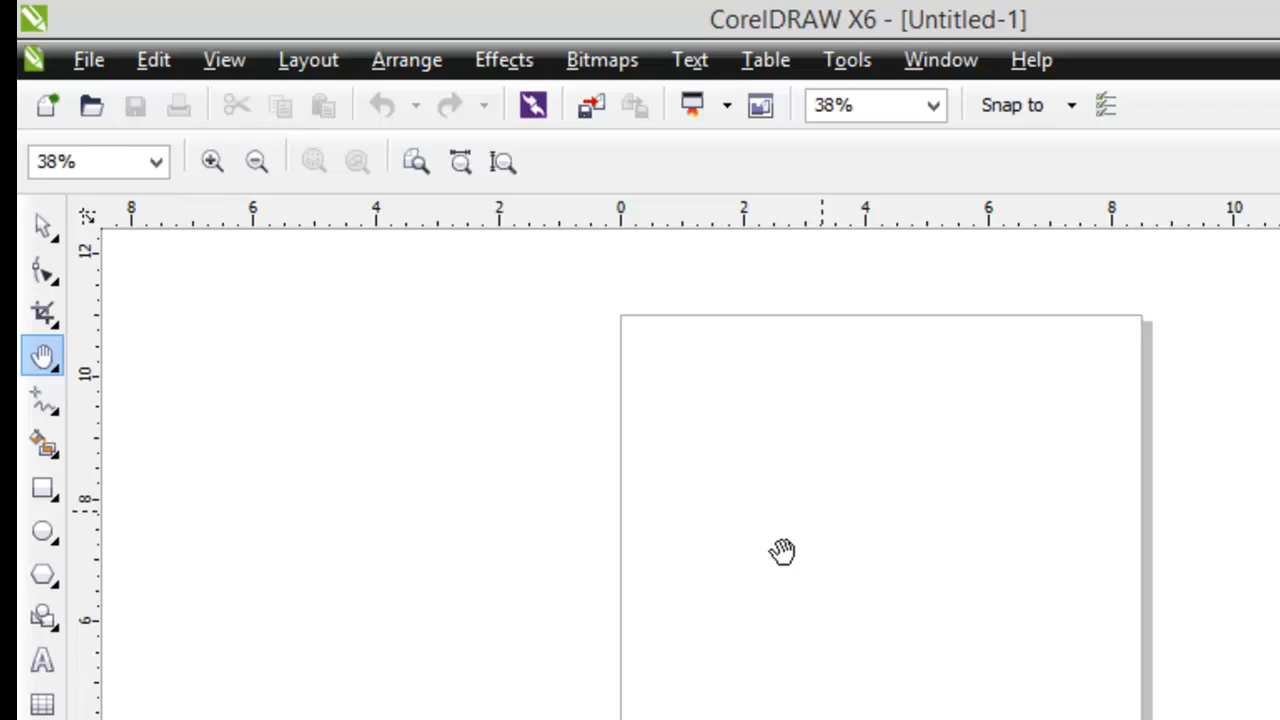 CorelDRAW X6 - [Untitled-1]
File Edit View Layout Arrange Effects Bitmaps Text Table Tools Window Help
38% Snap to
38%
8 6 4 2 0 2 4 6 8 10
12
10
8
6